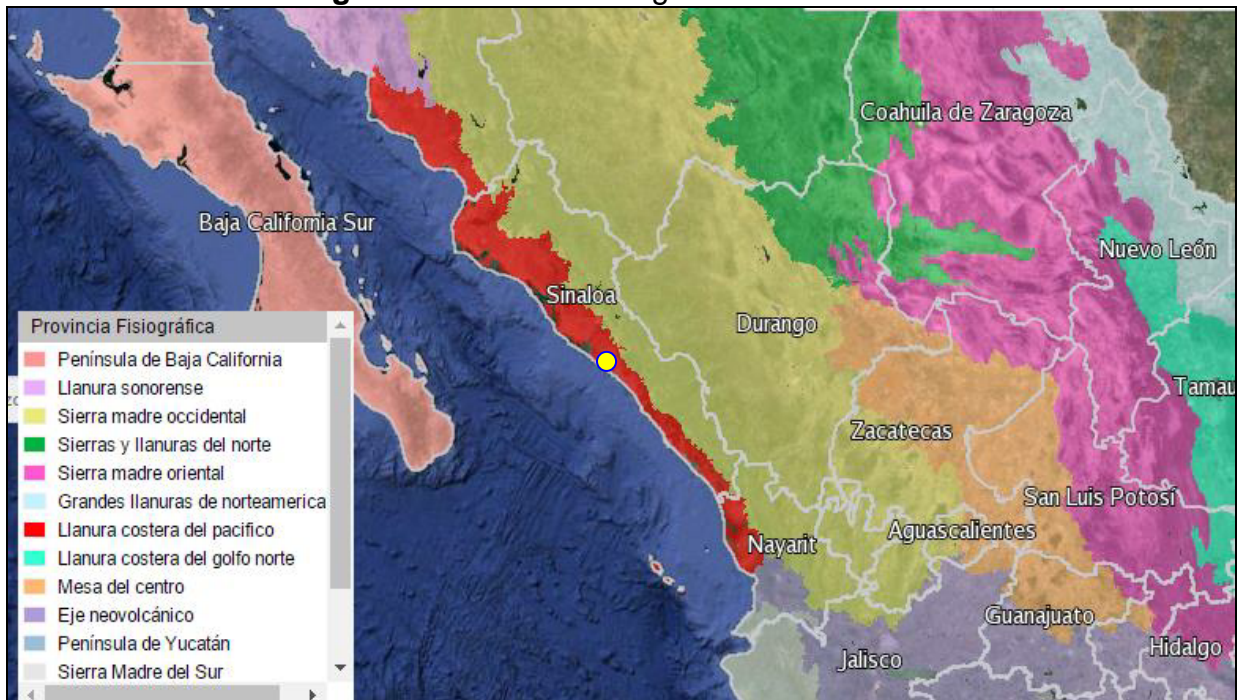 Coahuila de Zaragoza
Baja California Sur
Nuevo León
Sinaloa
Durango
Provincia Fisiográfica
Península de Baja California
Llanura sonorense
Sierra madre occidental
Sierras y llanuras del norte
Sierra madre oriental
Grandes llanuras de norteamerica
Llanura costera del pacifico
Llanura costera del golfo norte
Mesa del centro
Eje neovolcánico
Península de Yucatán
Sierra Madre del Sur
Tamau
Zacatecas
San Luis Potosí
Aguascalientes
Nayarit
Guanajuato
Hidalgo
Jalisco